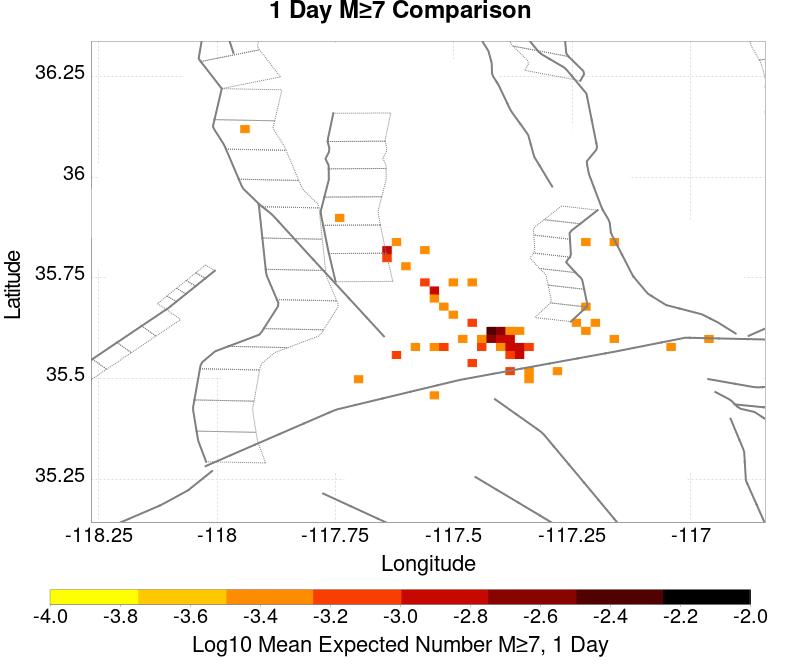 1 Day M≥7 Comparison
36.25
36
35.75
35.5
35.25
Latitude
-118.25 -118 -117.75 -117.5 -117.25 -117
Longitude
-4.0 -3.8 -3.6 -3.4 -3.2 -3.0 -2.8 -2.6 -2.4 -2.2 -2.0
Log10 Mean Expected Number M≥7, 1 Day